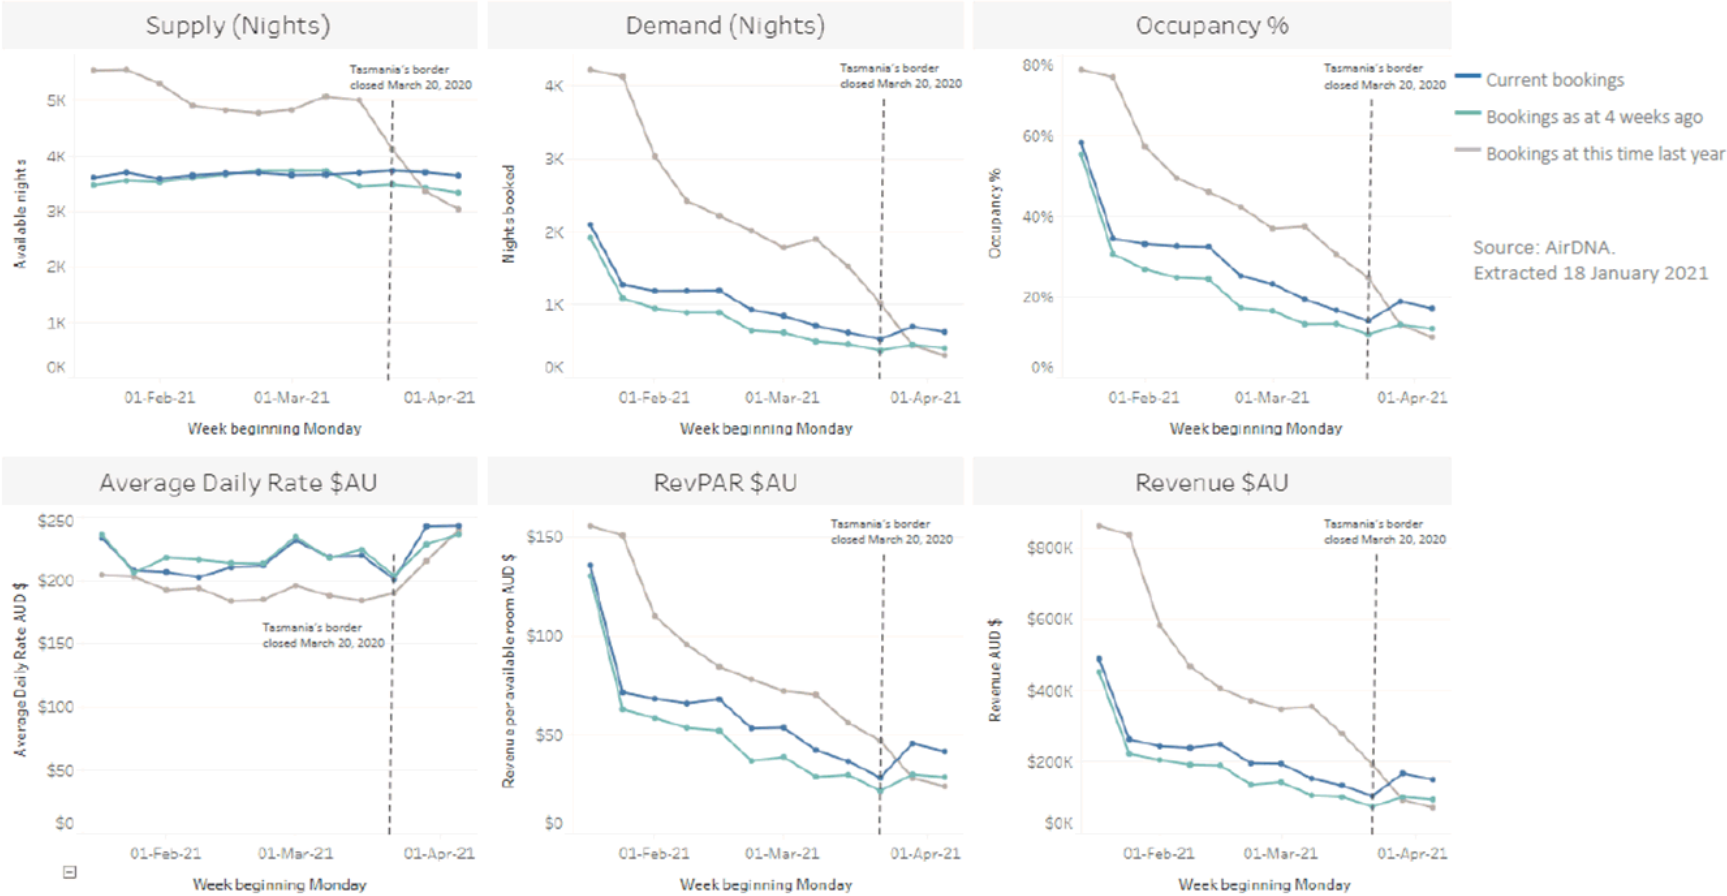 Supply (Nights)
Tasmania's border
closed March 20, 2020
5K
4K
3K
2K
1K
0K
Available nights
01-Feb-21
01-Mar-21
01-Apr-21
Week beginning Monday
Demand (Nights)
Tasmania's border
closed March 20, 2020
4K
3K
2K
1K
0K
Nights booked
01-Feb-21
01-Mar-21
01-Apr-21
Week beginning Monday
Occupancy %
Tasmania's border
closed March 20, 2020
80%
60%
40%
20%
0%
Occupancy %
01-Feb-21
01-Mar-21
01-Apr-21
Week beginning Monday
Current bookings
Bookings as at 4 weeks ago
Bookings at this time last year
Source: AirDNA.
Extracted 18 January 2021
Average Daily Rate $AU
$250
$200
$150
$100
$50
$0
Average Daily Rate AUD $
Tasmania's border
closed March 20, 2020
01-Feb-21
01-Mar-21
01-Apr-21
Week beginning Monday
RevPAR $AU
Tasmania's border
closed March 20, 2020
$150
$100
$50
$0
Revenue per available room AUD $
01-Feb-21
01-Mar-21
01-Apr-21
Week beginning Monday
Revenue $AU
Tasmania's border
closed March 20, 2020
$800K
$600K
$400K
$200K
$0K
Revenue AUD $
01-Feb-21
01-Mar-21
01-Apr-21
Week beginning Monday